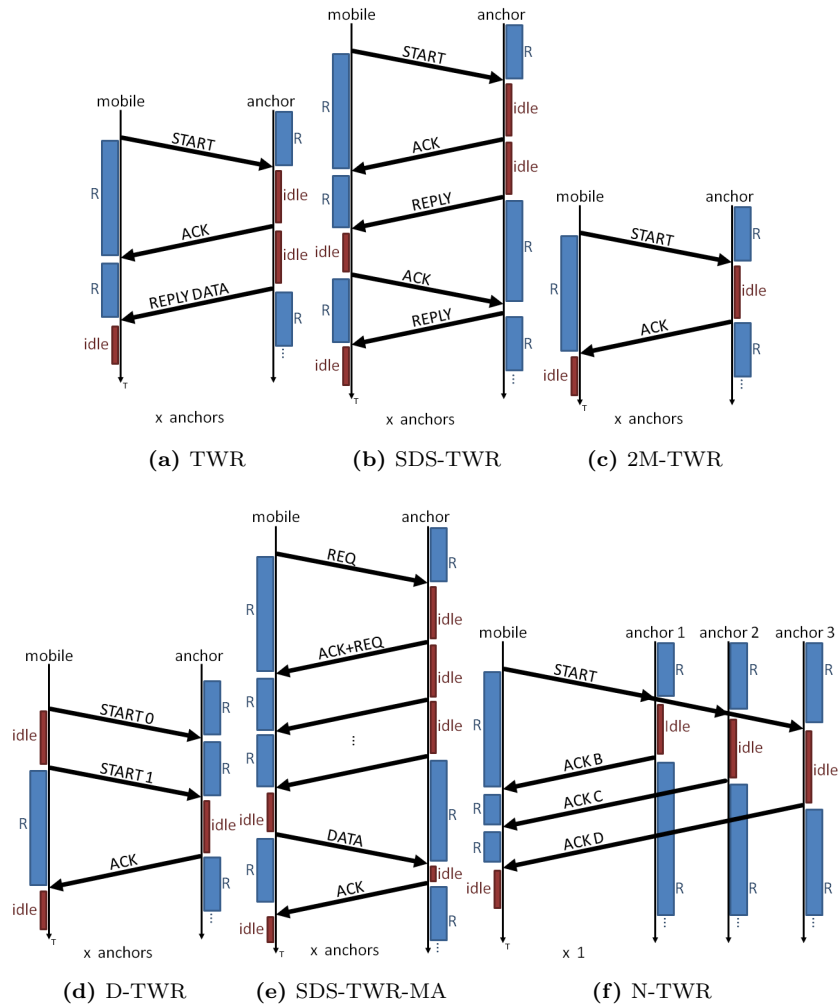 mobile
anchor
START
R
R
idle
ACK
idle
R
REPLY DATA
idle
R
...
T
x anchors
(a) TWR
mobile
anchor
START
R
R
idle
ACK
idle
R
REPLY
idle
R
ACK
R
REPLY
idle
R
...
T
x anchors
(b) SDS-TWR
mobile
anchor
START
R
R
idle
ACK
R
idle
...
T
x anchors
(c) 2M-TWR
mobile
anchor
START 0
R
idle
START 1
R
R
idle
ACK
R
idle
...
T
x anchors
(d) D-TWR
mobile
anchor
REQ
R
R
idle
ACK+REQ
idle
R
...
idle
R
idle
R
DATA
idle
R
ACK
R
idle
...
T
x anchors
(e) SDS-TWR-MA
mobile
anchor 1
anchor 2
anchor 3
START
R
R
R
R
Idle
idle
idle
ACK B
ACK C
R
ACK D
R
R
R
R
idle
...
...
...
T
x 1
(f) N-TWR